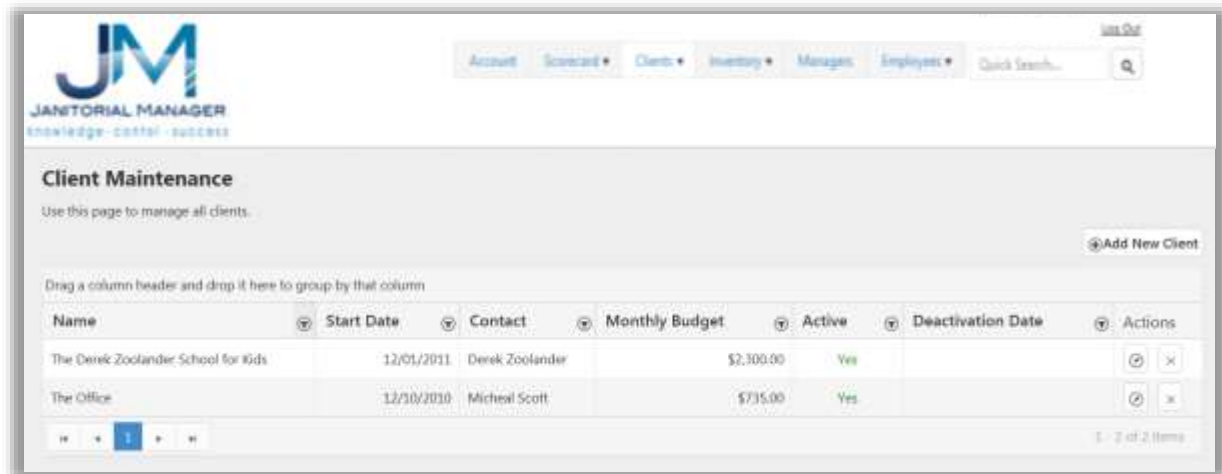 Log Out
JM
Account Scorecard Clients Inventory Managers Employees Quick Search...
JANITORIAL MANAGER
knowledge-contol-success
Client Maintenance
Use this page to manage all clients.
Add New Client
Drag a column header and drop it here to group by that column
Name Start Date Contact Monthly Budget Active Deactivation Date Actions
The Derek Zoolander School for Kids 12/01/2011 Derek Zoolander $2,300.00 Yes
The Office 12/10/2010 Micheal Scott $735.00 Yes
1 1 - 2 of 2 items